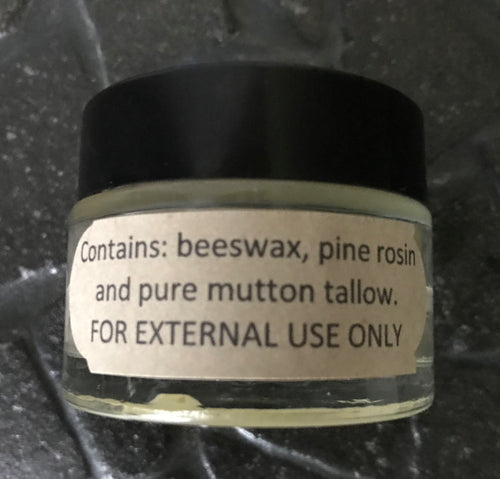 Contains: beeswax, pine rosin
and pure mutton tallow.
FOR EXTERNAL USE ONLY